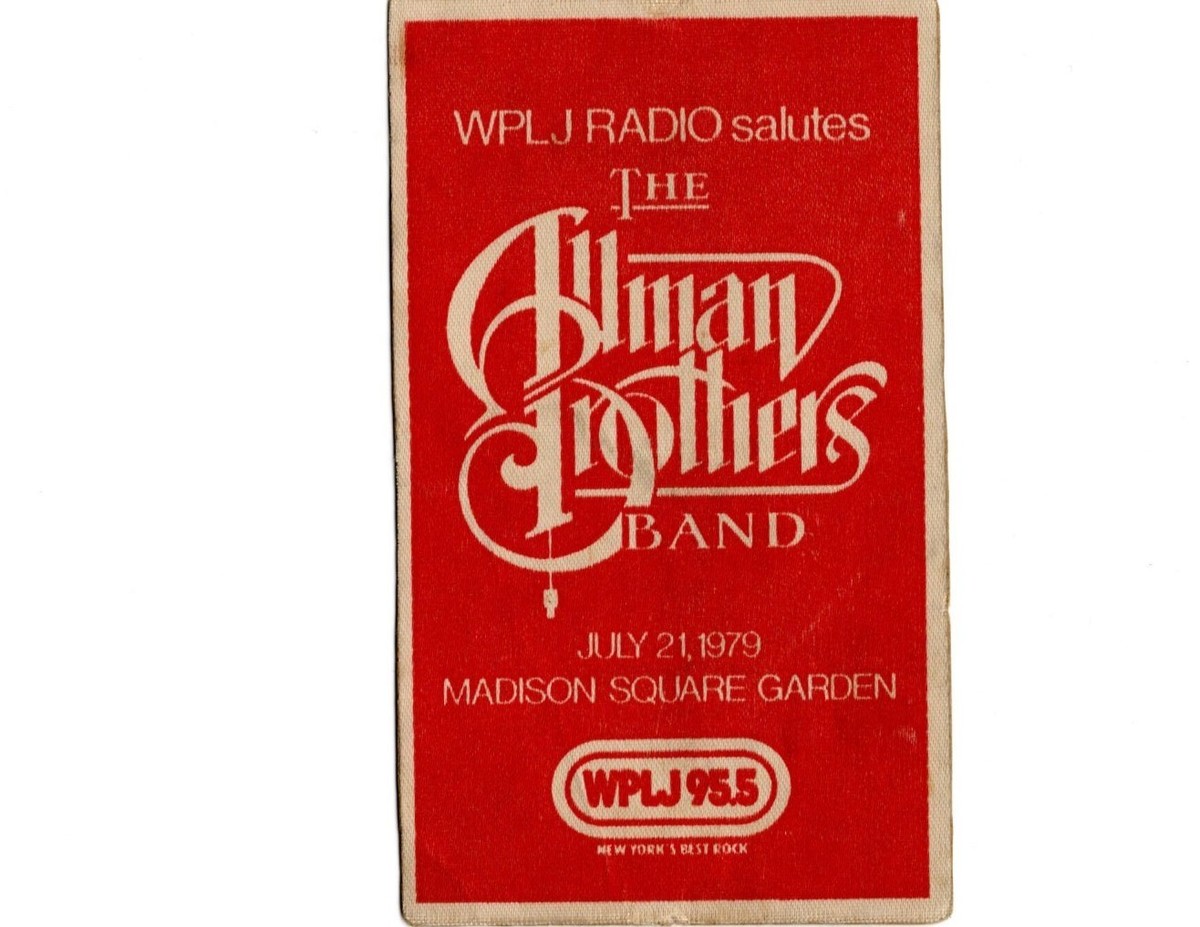 WPLJ RADIO salutes
THE
Allman
Brothers
BAND
JULY 21, 1979
MADISON SQUARE GARDEN
WPLJ 95.5
NEW YORK'S BEST ROCK